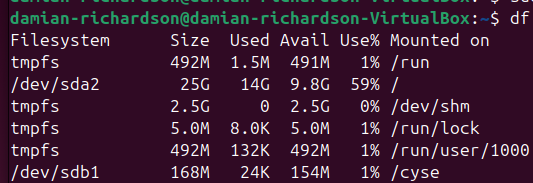 damian-richardson@damian-richardson-VirtualBox:~$ df
Filesystem      Size  Used Avail Use% Mounted on
tmpfs           492M  1.5M  491M   1% /run
/dev/sda2        25G   14G  9.8G  59% /
tmpfs           2.5G     0  2.5G   0% /dev/shm
tmpfs           5.0M  8.0K  5.0M   1% /run/lock
tmpfs           492M  132K  492M   1% /run/user/1000
/dev/sdb1       168M   24K  154M   1% /cyse